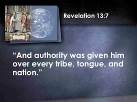 Revelation 13:7
“And authority was given him
over every tribe, tongue, and
nation.”